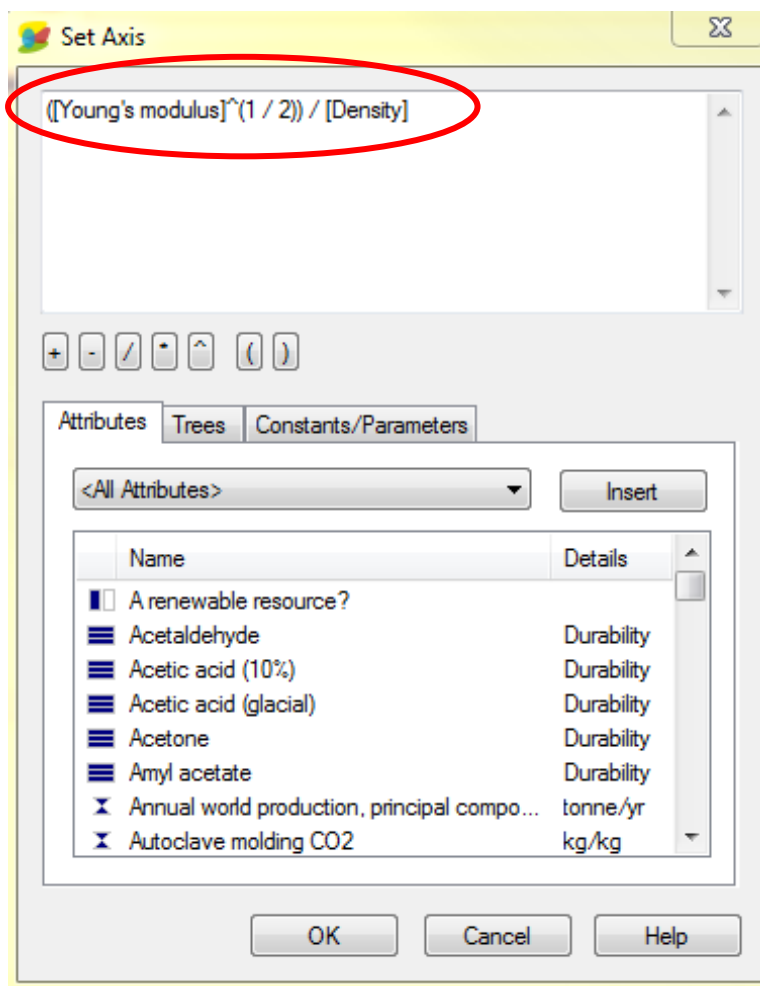 Set Axis
([Young's modulus]^(1 / 2)) / [Density]
+ - / * ^ ( )
Attributes Trees Constants/Parameters
<All Attributes> Insert
Name Details
A renewable resource?
Acetaldehyde Durability
Acetic acid (10%) Durability
Acetic acid (glacial) Durability
Acetone Durability
Amyl acetate Durability
Annual world production, principal compo... tonne/yr
Autoclave molding CO2 kg/kg
OK Cancel Help